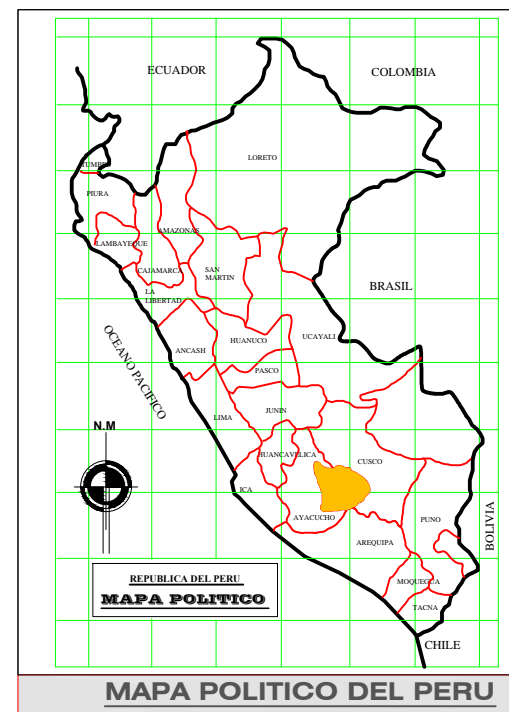 ECUADOR
COLOMBIA
LORETO
TUMBE
PIURA
AMAZONAS
LAMBAYEQUE
CAJAMARCA
SAN
MARTIN
BRASIL
LA
LIBERTAD
OCEANO PACIFICO
HUANUCO
UCAYALI
ANCASH
PASCO
LIMA
JUNIN
N.M
HUANCAVELICA
CUSCO
ICA
AYACUCHO
PUNO
BOLIVIA
AREQUIPA
MOQUEGUA
TACNA
CHILE
REPUBLICA DEL PERU
MAPA POLITICO
MAPA POLITICO DEL PERU